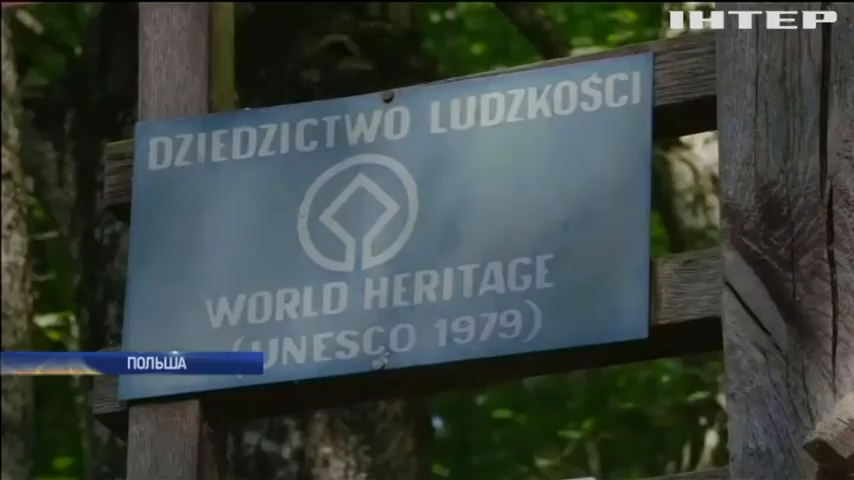 ІНТЕР
DZIEDZICTWO LUDZKOŚCI
WORLD HERITAGE
(UNESCO 1979)
ПОЛЬША